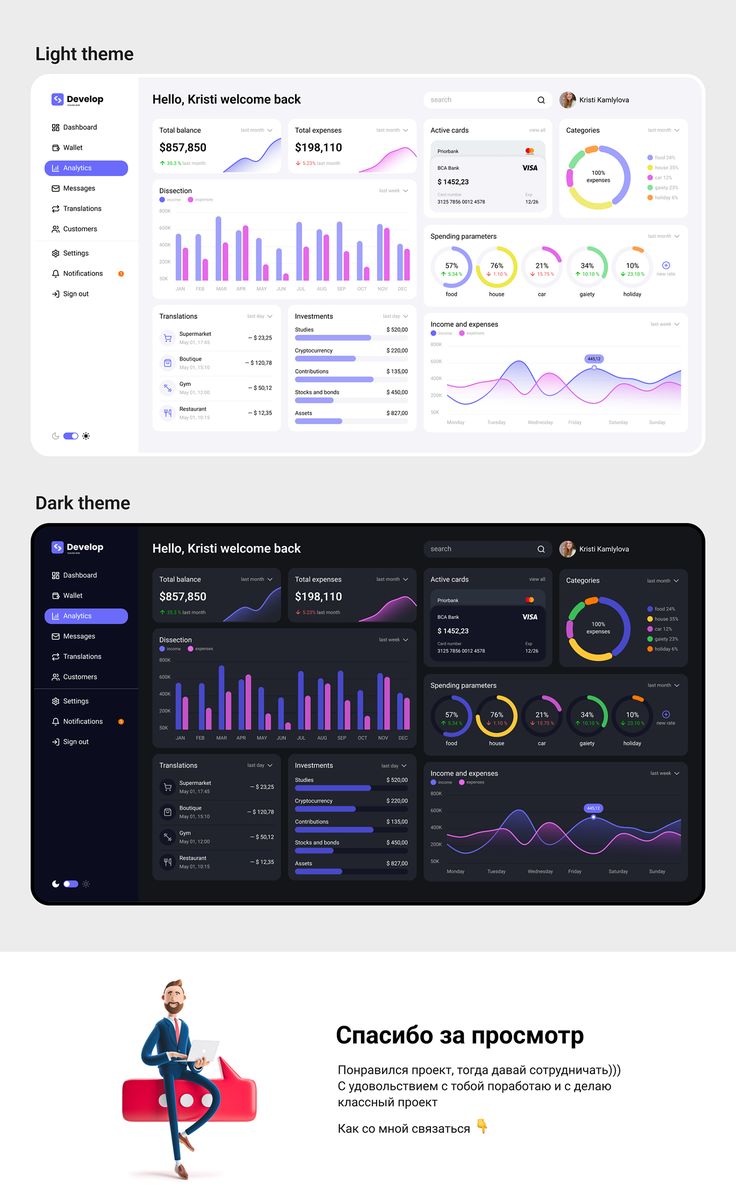 Light theme
Develop
Hello, Kristi welcome back
search
Kristi Kamlylova
Dashboard
Wallet
Analytics
Messages
Translations
Customers
Settings
Notifications
Sign out
Total balance
last month
$857,850
last month
Total expenses
last month
$198,110
5.23% last month
Active cards
view all
Priorbank
BCA Bank
VISA
$ 1452,23
Card number
Exp
3125 7856 0012 4578
12/26
Categories
last month
100%
expenses
food 24%
house 35%
car 12%
gaiety 23%
holiday 6%
Dissection
last week
income
expenses
800K
600K
400K
200K
50K
JAN FEB MAR APR MAY JUN JUL AUG SEP OCT NOV DEC
Spending parameters
last month
57%
5.34 %
food
76%
1.10 %
house
21%
15.75 %
car
34%
10.10 %
gaiety
10%
23.10 %
holiday
new rate
Translations
last day
Supermarket
May 01, 17:45
– $ 23,25
Boutique
May 01, 15:10
– $ 120,78
Gym
May 01, 12:00
– $ 50,12
Restaurant
May 01, 10:15
– $ 12,35
Investments
last day
Studies
$ 520,00
Cryptocurrency
$ 220,00
Contributions
$ 135,00
Stocks and bonds
$ 450,00
Assets
$ 827,00
Income and expenses
last week
income
expenses
800K
600K
400K
200K
50K
445,12
Monday Tuesday Wednesday Friday Saturday Sunday
Dark theme
Develop
Hello, Kristi welcome back
search
Kristi Kamlylova
Dashboard
Wallet
Analytics
Messages
Translations
Customers
Settings
Notifications
Sign out
Total balance
last month
$857,850
last month
Total expenses
last month
$198,110
5.23% last month
Active cards
view all
Priorbank
BCA Bank
VISA
$ 1452,23
Card number
Exp
3125 7856 0012 4578
12/26
Categories
last month
100%
expenses
food 24%
house 35%
car 12%
gaiety 23%
holiday 6%
Dissection
last week
income
expenses
800K
600K
400K
200K
50K
JAN FEB MAR APR MAY JUN JUL AUG SEP OCT NOV DEC
Spending parameters
last month
57%
5.34 %
food
76%
1.10 %
house
21%
15.75 %
car
34%
10.10 %
gaiety
10%
23.10 %
holiday
new rate
Translations
last day
Supermarket
May 01, 17:45
– $ 23,25
Boutique
May 01, 15:10
– $ 120,78
Gym
May 01, 12:00
– $ 50,12
Restaurant
May 01, 10:15
– $ 12,35
Investments
last day
Studies
$ 520,00
Cryptocurrency
$ 220,00
Contributions
$ 135,00
Stocks and bonds
$ 450,00
Assets
$ 827,00
Income and expenses
last week
income
expenses
800K
600K
400K
200K
50K
445,12
Monday Tuesday Wednesday Friday Saturday Sunday
Спасибо за просмотр
Понравился проект, тогда давай сотрудничать)))
С удовольствием с тобой поработаю и с делаю
классный проект
Как со мной связаться 👇